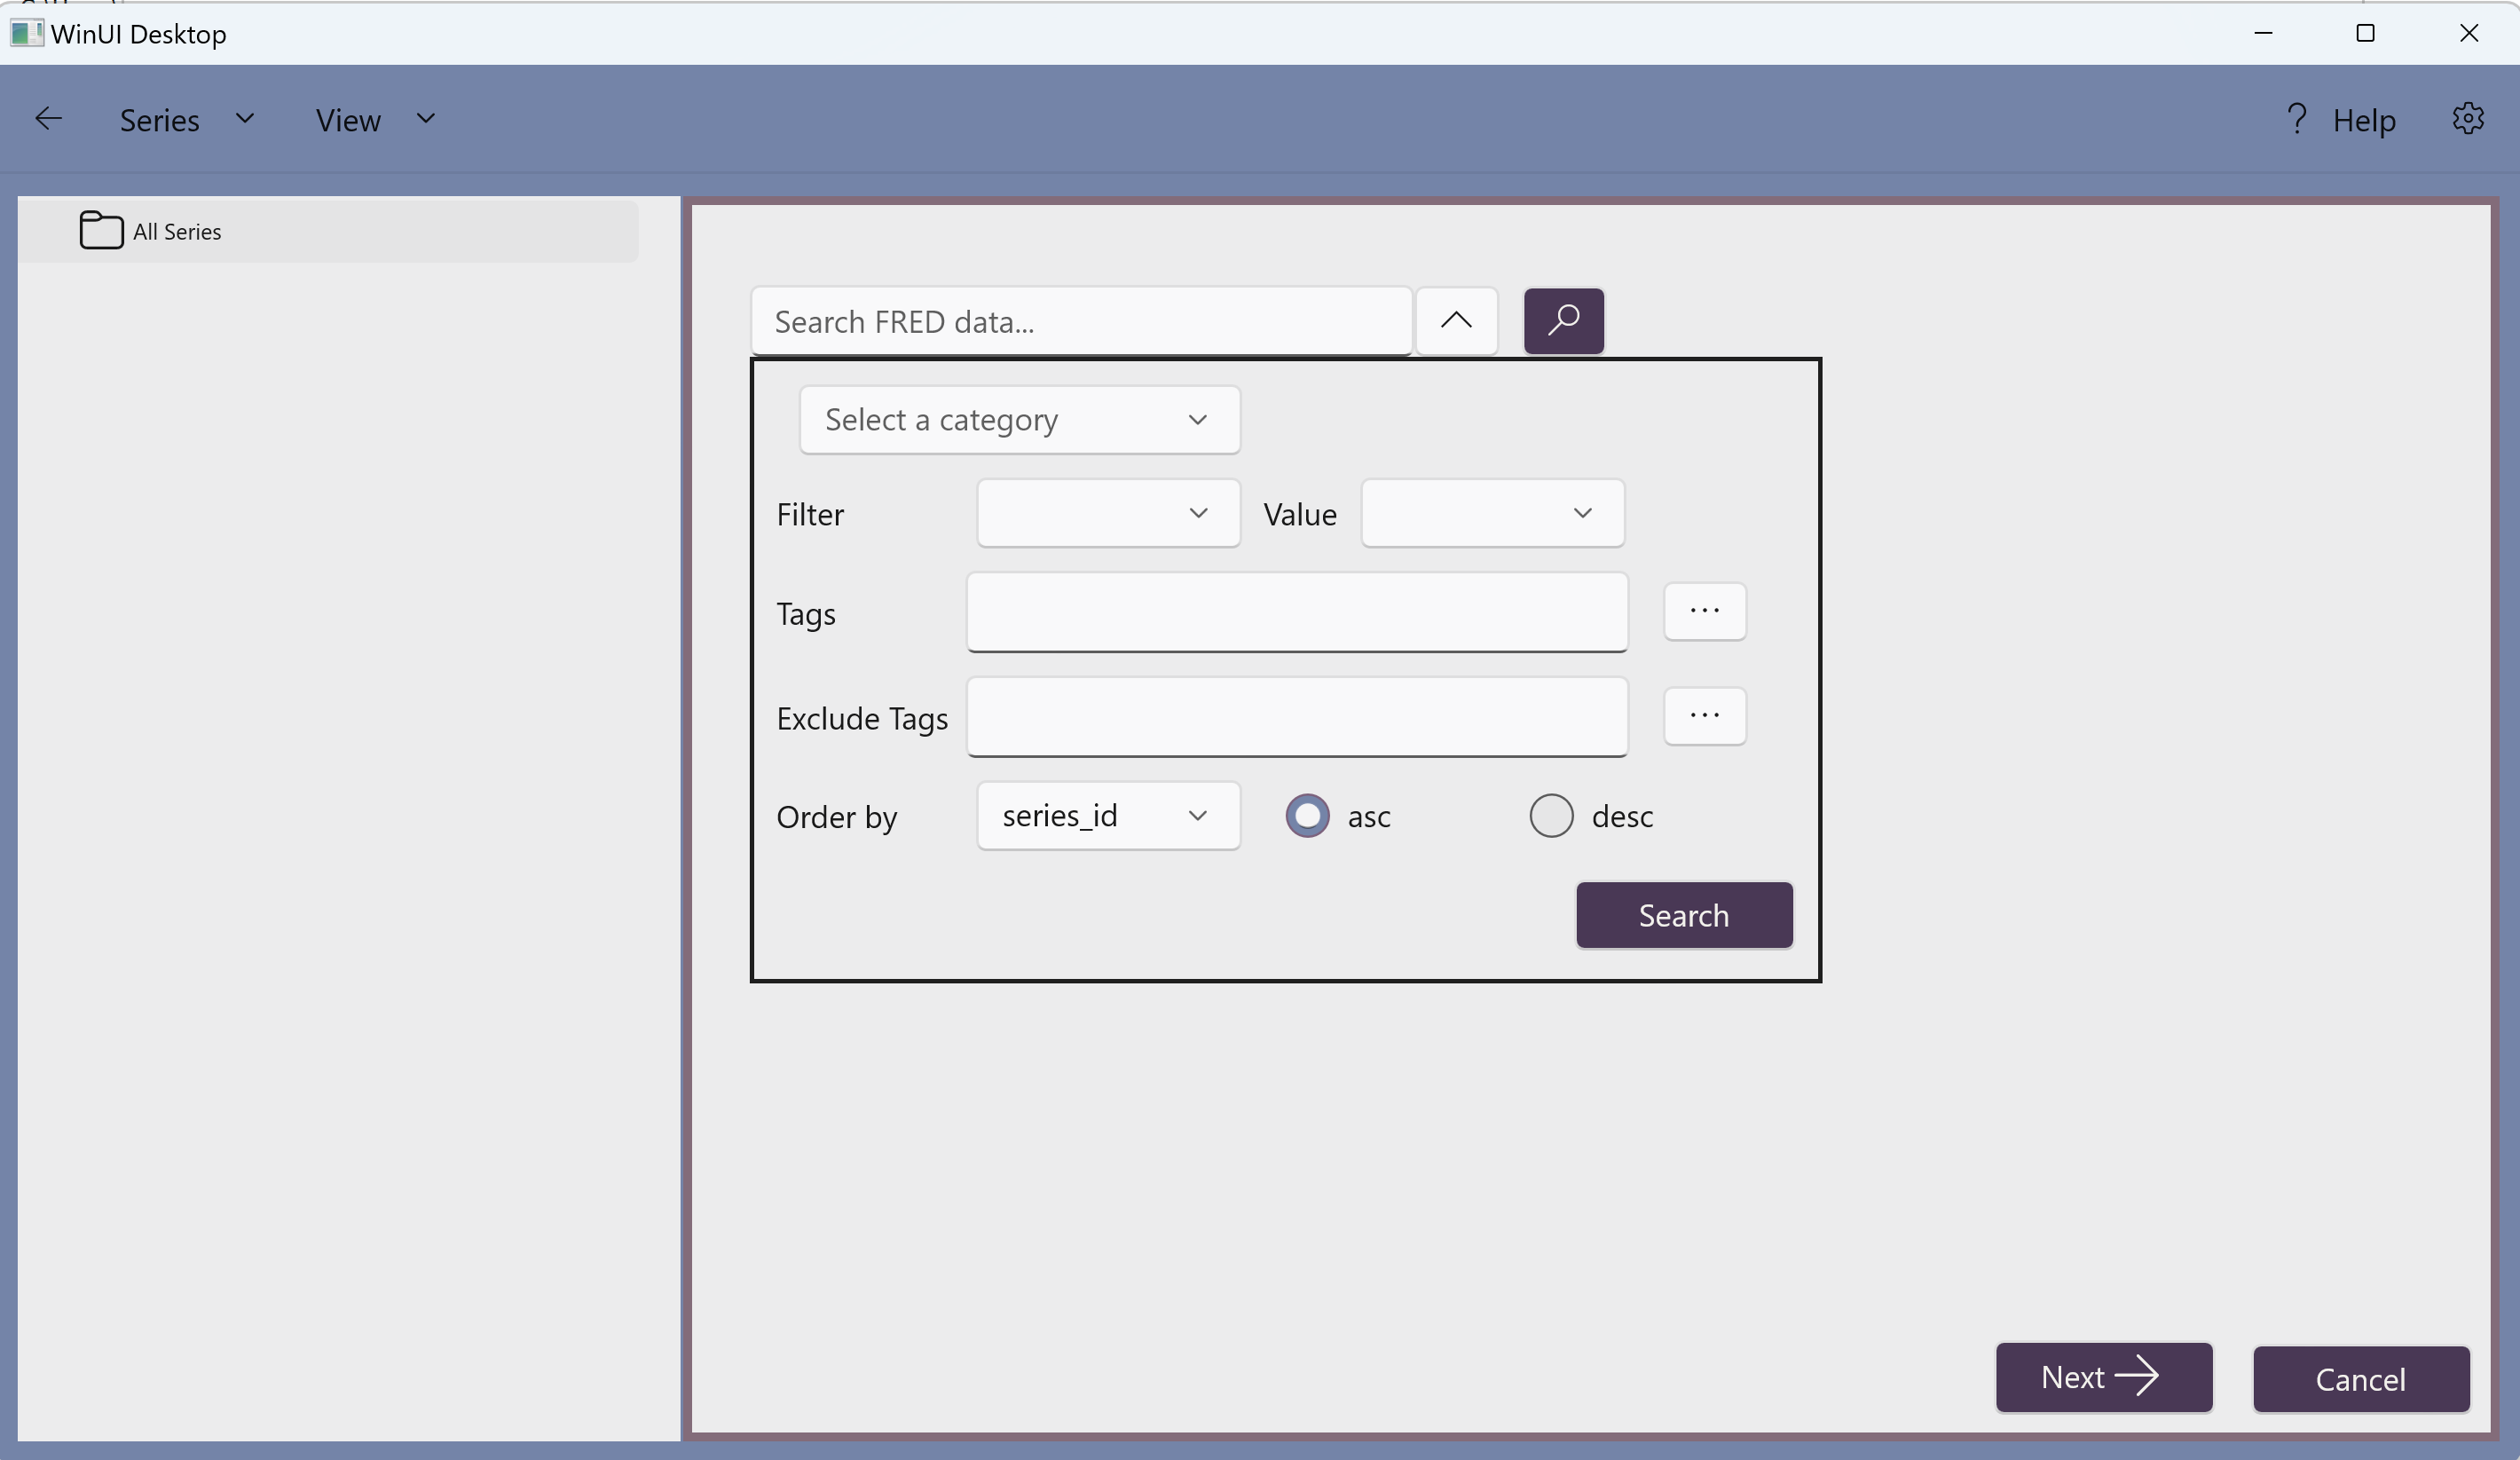 WinUI Desktop
Series View ? Help
All Series
Search FRED data...
Select a category
Filter Value
Tags ...
Exclude Tags ...
Order by series_id asc desc
Search
Next Cancel